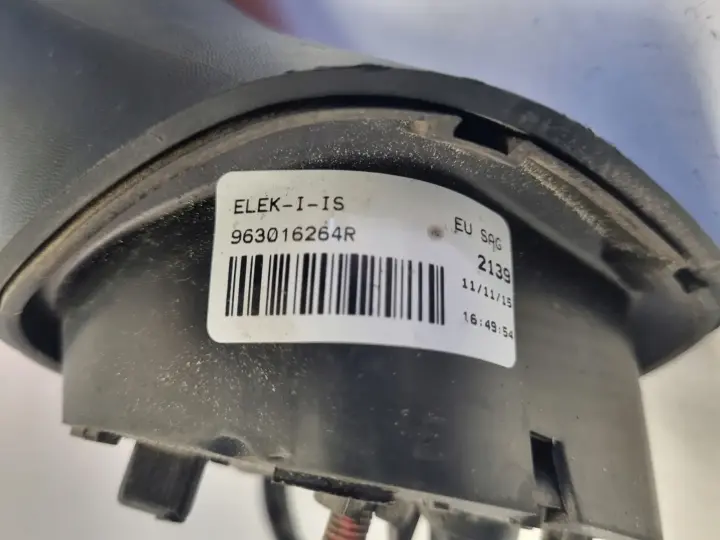 ELEK-I-IS
963016264R
EU SAG
2139
11/11/15
16:49:54